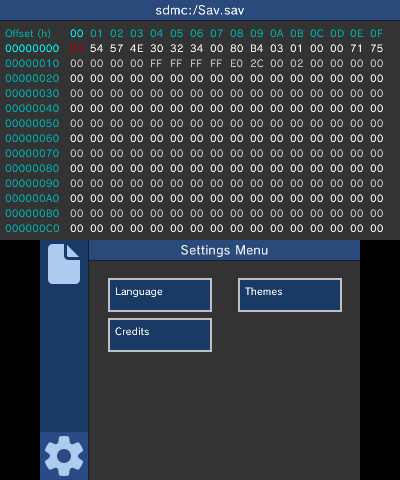 sdmc:/Sav.sav
Offset (h) 00 01 02 03 04 05 06 07 08 09 0A 0B 0C 0D 0E 0F
00000000 54 57 4E 30 32 34 00 80 B4 03 01 00 00 71 75
00000010 00 00 00 00 FF FF FF FF E0 2C 00 02 00 00 00 00
00000020 00 00 00 00 00 00 00 00 00 00 00 00 00 00 00 00
00000030 00 00 00 00 00 00 00 00 00 00 00 00 00 00 00 00
00000040 00 00 00 00 00 00 00 00 00 00 00 00 00 00 00 00
00000050 00 00 00 00 00 00 00 00 00 00 00 00 00 00 00 00
00000060 00 00 00 00 00 00 00 00 00 00 00 00 00 00 00 00
00000070 00 00 00 00 00 00 00 00 00 00 00 00 00 00 00 00
00000080 00 00 00 00 00 00 00 00 00 00 00 00 00 00 00 00
00000090 00 00 00 00 00 00 00 00 00 00 00 00 00 00 00 00
000000A0 00 00 00 00 00 00 00 00 00 00 00 00 00 00 00 00
000000B0 00 00 00 00 00 00 00 00 00 00 00 00 00 00 00 00
000000C0 00 00 00 00 00 00 00 00 00 00 00 00 00 00 00 00
Settings Menu
Language Themes
Credits